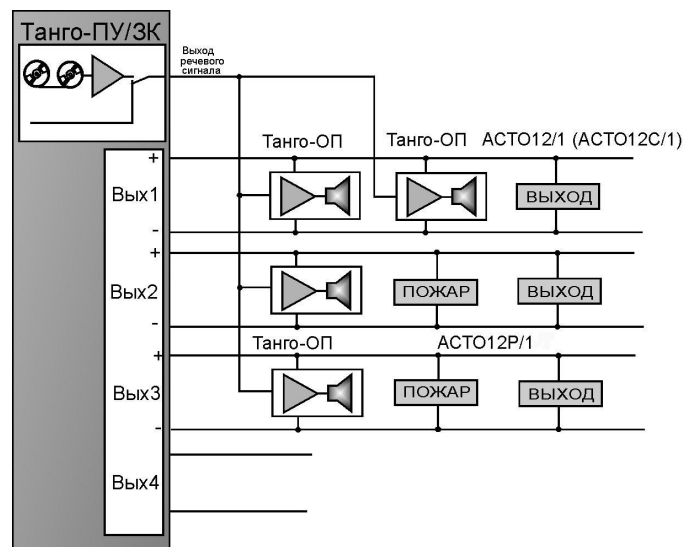 Танго-ПУ/ЗК
Выход
речевого
сигнала
Танго-ОП Танго-ОП АСТО12/1 (АСТО12С/1)
+
Вых1
ВЫХОД
-
+
Вых2
ПОЖАР ВЫХОД
-
Танго-ОП АСТО12Р/1
+
Вых3
ПОЖАР ВЫХОД
-
Вых4